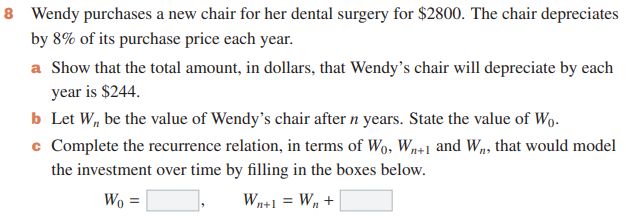 8 Wendy purchases a new chair for her dental surgery for $2800. The chair depreciates
by 8% of its purchase price each year.
a Show that the total amount, in dollars, that Wendy’s chair will depreciate by each
year is $244.
b Let Wₙ be the value of Wendy’s chair after n years. State the value of W₀.
c Complete the recurrence relation, in terms of W₀, Wₙ₊₁ and Wₙ, that would model
the investment over time by filling in the boxes below.
W₀ = , Wₙ₊₁ = Wₙ +